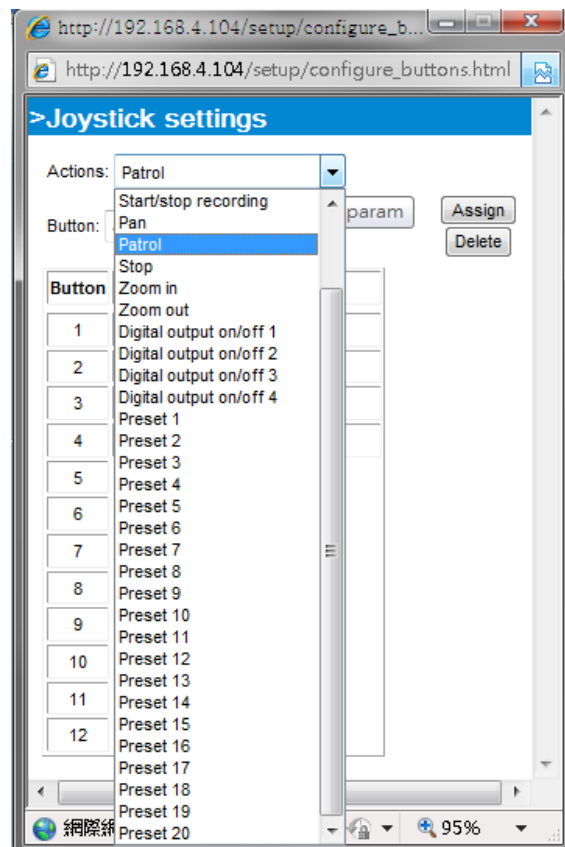 http://192.168.4.104/setup/configure_b...
http://192.168.4.104/setup/configure_buttons.html
>Joystick settings
Actions: Patrol
Start/stop recording
Button: Pan param Assign
Patrol Delete
Stop
Button Zoom in
Zoom out
1 Digital output on/off 1
Digital output on/off 2
2 Digital output on/off 3
3 Digital output on/off 4
Preset 1
4 Preset 2
Preset 3
5 Preset 4
Preset 5
6 Preset 6
7 Preset 7
Preset 8
8 Preset 9
Preset 10
9 Preset 11
10 Preset 12
Preset 13
11 Preset 14
Preset 15
12 Preset 16
Preset 17
Preset 18
Preset 19
網際 Preset 20 95%